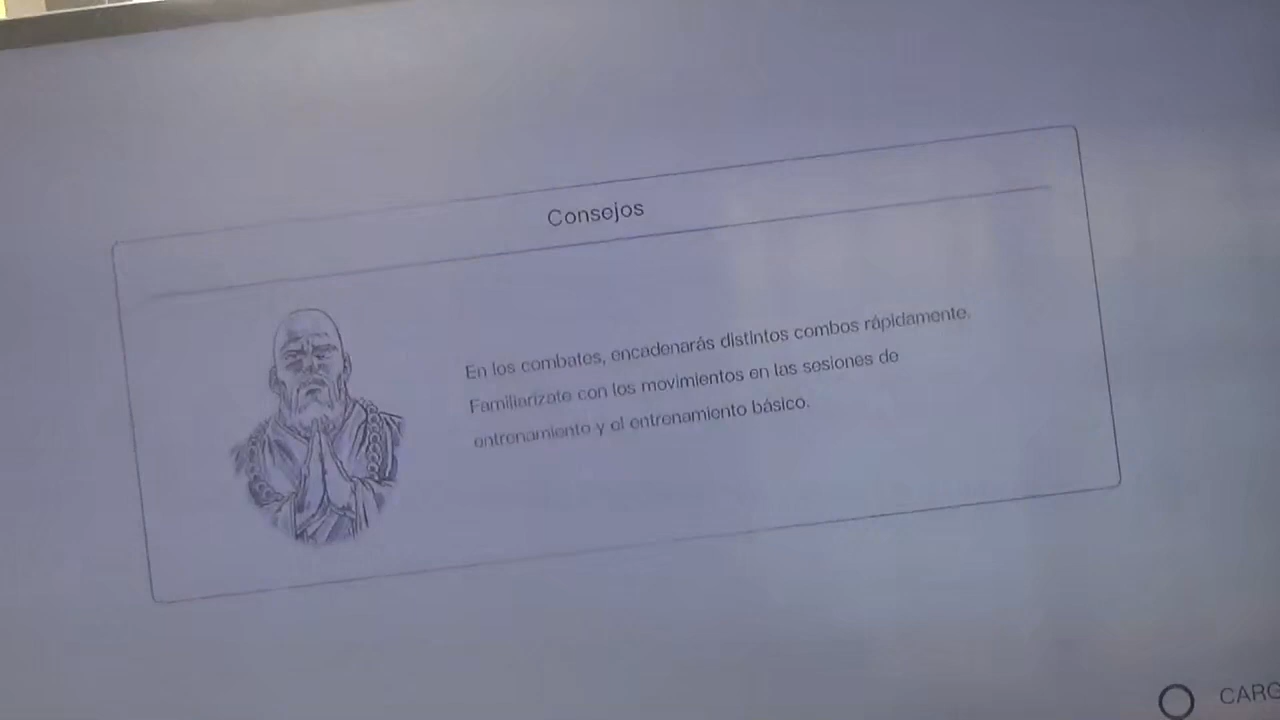 Consejos
En los combates, encadenarás distintos combos rápidamente.
Familiarízate con los movimientos en las sesiones de
entrenamiento y el entrenamiento básico.
CARG